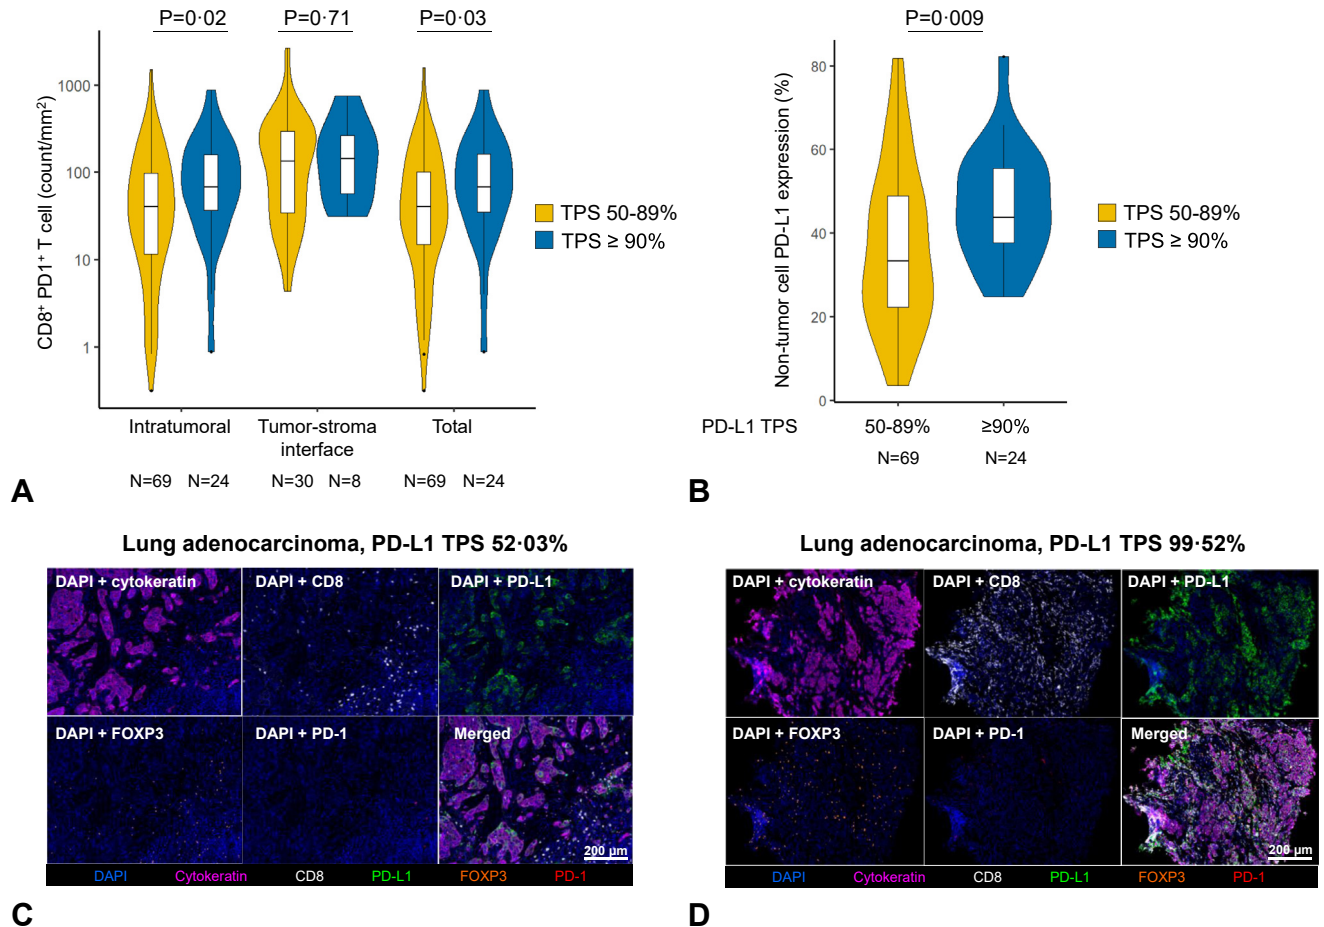 P=0·02 P=0·71 P=0·03
1000
100
10
1
CD8⁺ PD1⁺ T cell (count/mm²)
TPS 50-89%
TPS ≥ 90%
Intratumoral Tumor-stroma interface Total
N=69 N=24 N=30 N=8 N=69 N=24
A
P=0·009
80
60
40
20
0
Non-tumor cell PD-L1 expression (%)
TPS 50-89%
TPS ≥ 90%
PD-L1 TPS 50-89% ≥90%
N=69 N=24
B
Lung adenocarcinoma, PD-L1 TPS 52·03%
DAPI + cytokeratin DAPI + CD8 DAPI + PD-L1
DAPI + FOXP3 DAPI + PD-1 Merged
200 µm
DAPI Cytokeratin CD8 PD-L1 FOXP3 PD-1
C
Lung adenocarcinoma, PD-L1 TPS 99·52%
DAPI + cytokeratin DAPI + CD8 DAPI + PD-L1
DAPI + FOXP3 DAPI + PD-1 Merged
200 µm
DAPI Cytokeratin CD8 PD-L1 FOXP3 PD-1
D